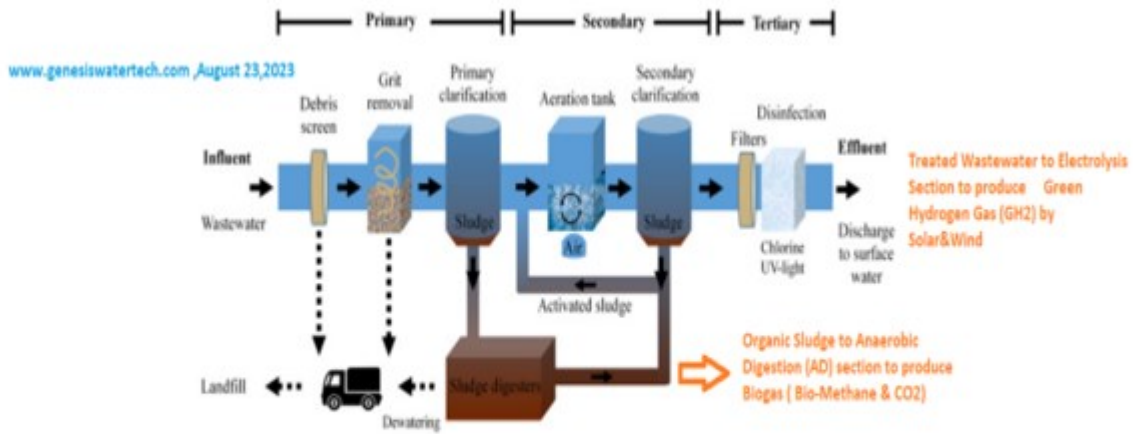 Primary
Secondary
Tertiary
www.genesiswatertech.com ,August 23,2023
Debris
screen
Grit
removal
Primary
clarification
Aeration tank
Secondary
clarification
Filters
Disinfection
Influent
Wastewater
Effluent
Discharge
to surface
water
Treated Wastewater to Electrolysis
Section to produce Green
Hydrogen Gas (GH2) by
Solar&Wind
Sludge
Air
Sludge
Chlorine
UV-light
Activated sludge
Landfill
Dewatering
Sludge digesters
Organic Sludge to Anaerobic
Digestion (AD) section to produce
Biogas ( Bio-Methane & CO2)